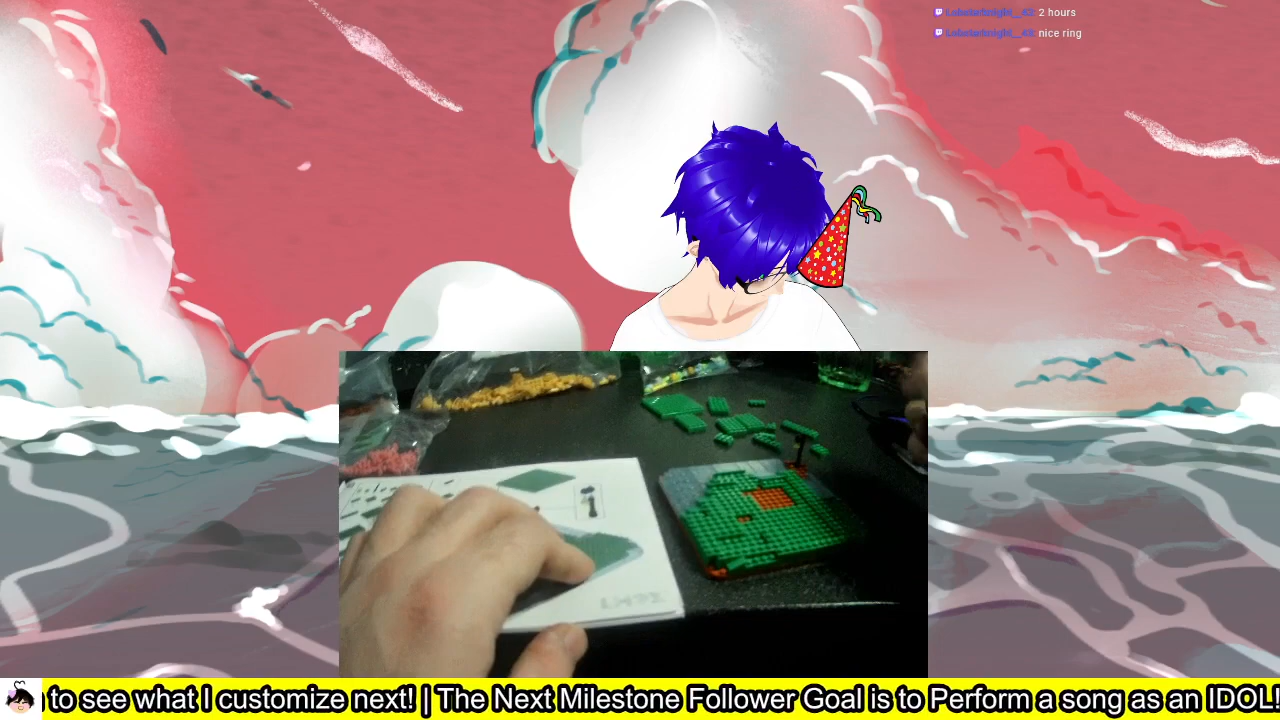 2 hours
nice ring
to see what I customize next! | The Next Milestone Follower Goal is to Perform a song as an IDOL!